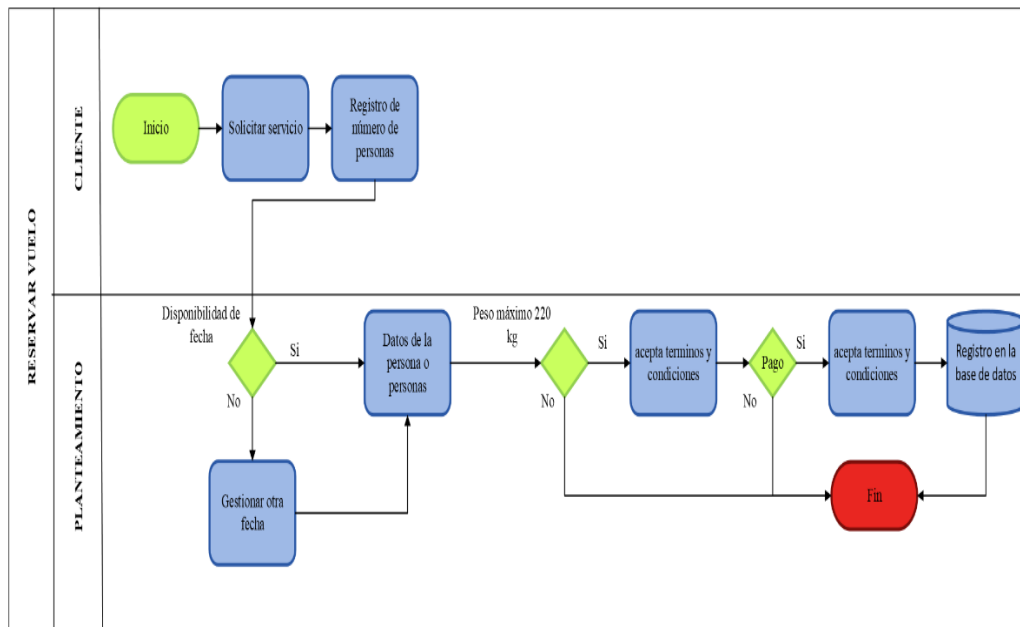 RESERVAR VUELO
CLIENTE
Inicio
Solicitar servicio
Registro de
número de
personas
PLANTEAMIENTO
Disponibilidad de
fecha
Si
No
Gestionar otra
fecha
Datos de la
persona o
personas
Peso máximo 220
kg
Si
No
acepta terminos y
condiciones
Pago
Si
No
acepta terminos y
condiciones
Registro en la
base de datos
Fin